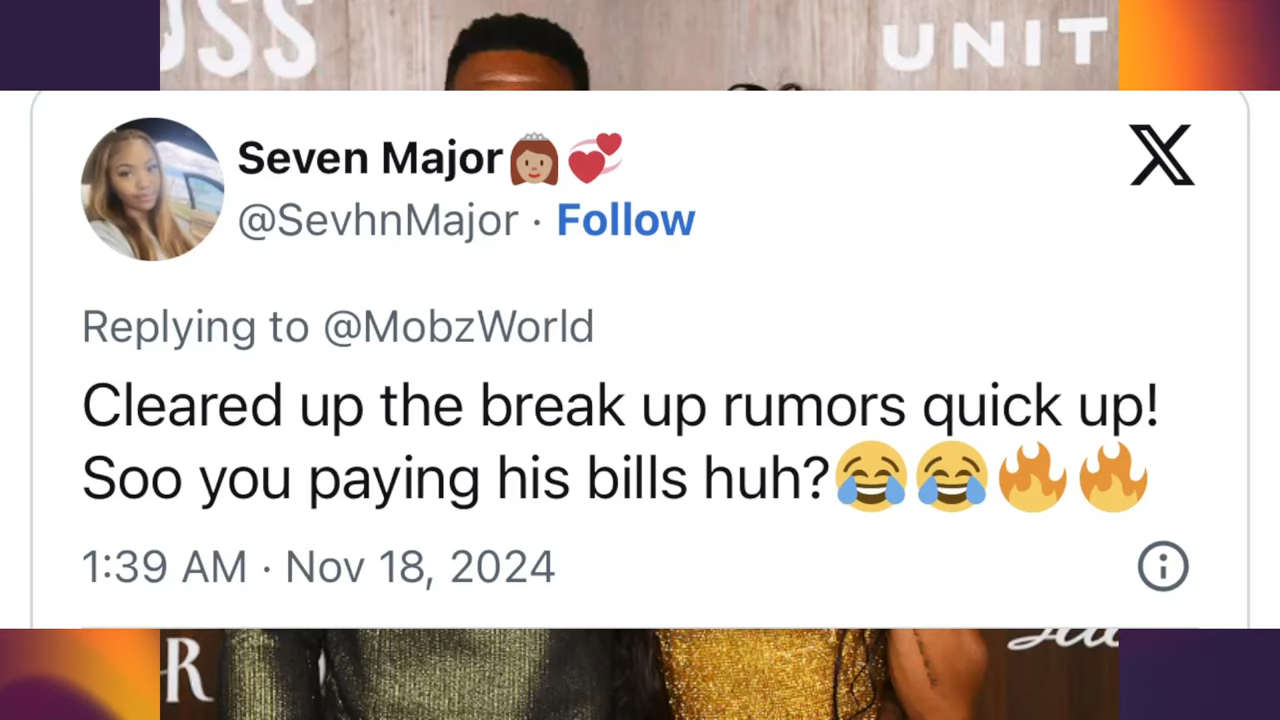 OSS
UNIT
Seven Major👩🏽💞
@SevhnMajor · Follow
Replying to @MobzWorld
Cleared up the break up rumors quick up!
Soo you paying his bills huh?😂😂🔥🔥
1:39 AM · Nov 18, 2024
R